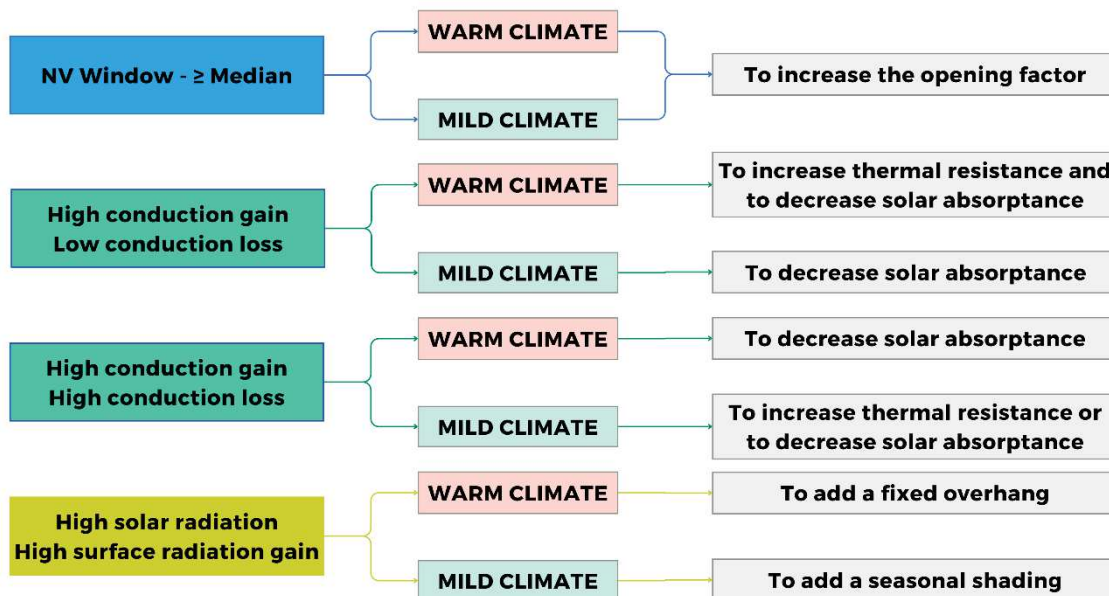 NV Window - ≥ Median
WARM CLIMATE
MILD CLIMATE
To increase the opening factor
High conduction gain
Low conduction loss
WARM CLIMATE
To increase thermal resistance and
to decrease solar absorptance
MILD CLIMATE
To decrease solar absorptance
High conduction gain
High conduction loss
WARM CLIMATE
To decrease solar absorptance
MILD CLIMATE
To increase thermal resistance or
to decrease solar absorptance
High solar radiation
High surface radiation gain
WARM CLIMATE
To add a fixed overhang
MILD CLIMATE
To add a seasonal shading